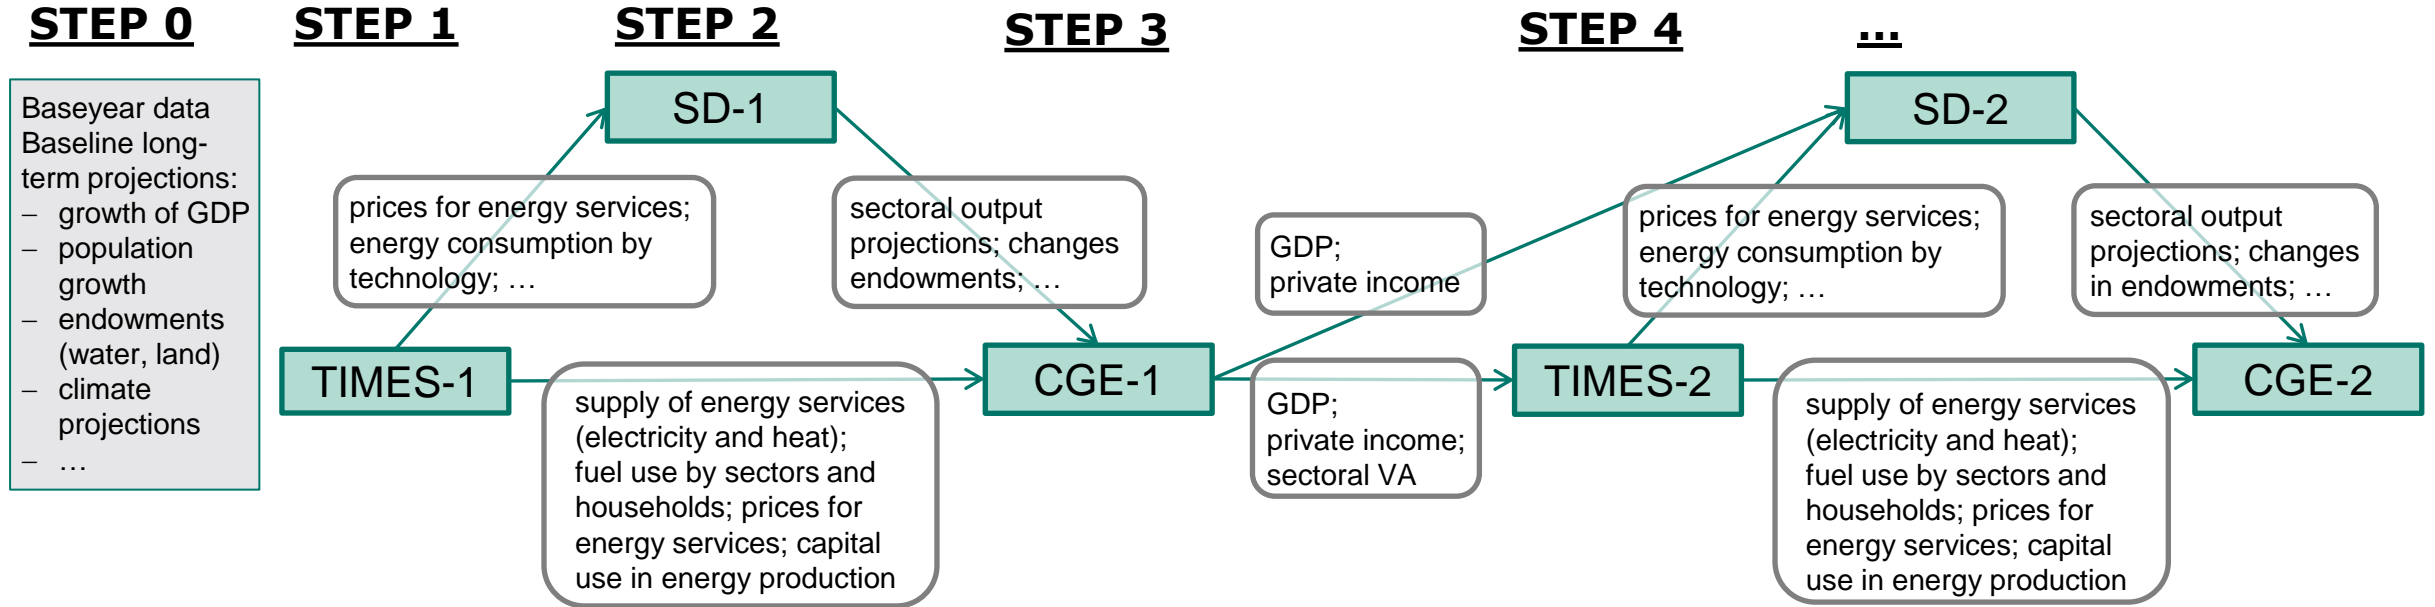 STEP 0
STEP 1
STEP 2
STEP 3
STEP 4
...
Baseyear data
Baseline long-
term projections:
– growth of GDP
– population
growth
– endowments
(water, land)
– climate
projections
– …
TIMES-1
prices for energy services;
energy consumption by
technology; …
SD-1
sectoral output
projections; changes
endowments; …
supply of energy services
(electricity and heat);
fuel use by sectors and
households; prices for
energy services; capital
use in energy production
CGE-1
GDP;
private income
GDP;
private income;
sectoral VA
TIMES-2
prices for energy services;
energy consumption by
technology; …
SD-2
sectoral output
projections; changes
in endowments; …
supply of energy services
(electricity and heat);
fuel use by sectors and
households; prices for
energy services; capital
use in energy production
CGE-2